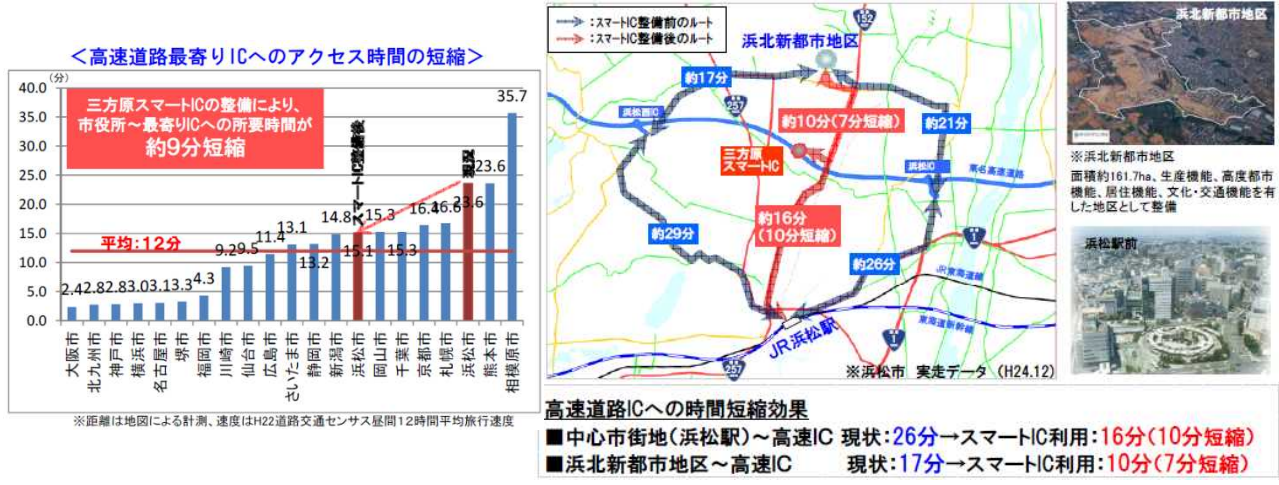 ＜高速道路最寄りICへのアクセス時間の短縮＞
（分）
40.0
35.0
30.0
25.0
20.0
15.0
10.0
5.0
0.0
三方原スマートICの整備により、
市役所～最寄りICへの所要時間が
約9分短縮
平均：12分
2.4
2.8
2.8
3.0
3.1
3.3
4.3
9.2
9.5
11.4
13.1
13.2
14.8
15.1
15.3
15.3
16.4
16.6
23.6
23.6
35.7
スマートIC整備後
現況
大阪市
北九州市
神戸市
横浜市
名古屋市
堺市
福岡市
川崎市
仙台市
広島市
さいたま市
静岡市
新潟市
浜松市
岡山市
千葉市
京都市
札幌市
浜松市
熊本市
相模原市
※距離は地図による計測、速度はH22道路交通センサス昼間12時間平均旅行速度
：スマートIC整備前のルート
：スマートIC整備後のルート
152
浜北新都市地区
約17分
257
浜松西IC
約10分（7分短縮）
約21分
三方原
スマートIC
浜松IC
東名高速道路
約16分
（10分短縮）
約29分
1
約26分
JR東海道線
JR浜松駅
東海道新幹線
1
257
※浜松市 実走データ （H24.12）
浜北新都市地区
※浜北新都市地区
面積約161.7ha、生産機能、高度都市
機能、居住機能、文化・交通機能を有
した地区として整備
浜松駅前
高速道路ICへの時間短縮効果
■中心市街地（浜松駅）～高速IC 現状：26分→スマートIC利用：16分（10分短縮）
■浜北新都市地区～高速IC 現状：17分→スマートIC利用：10分（7分短縮）